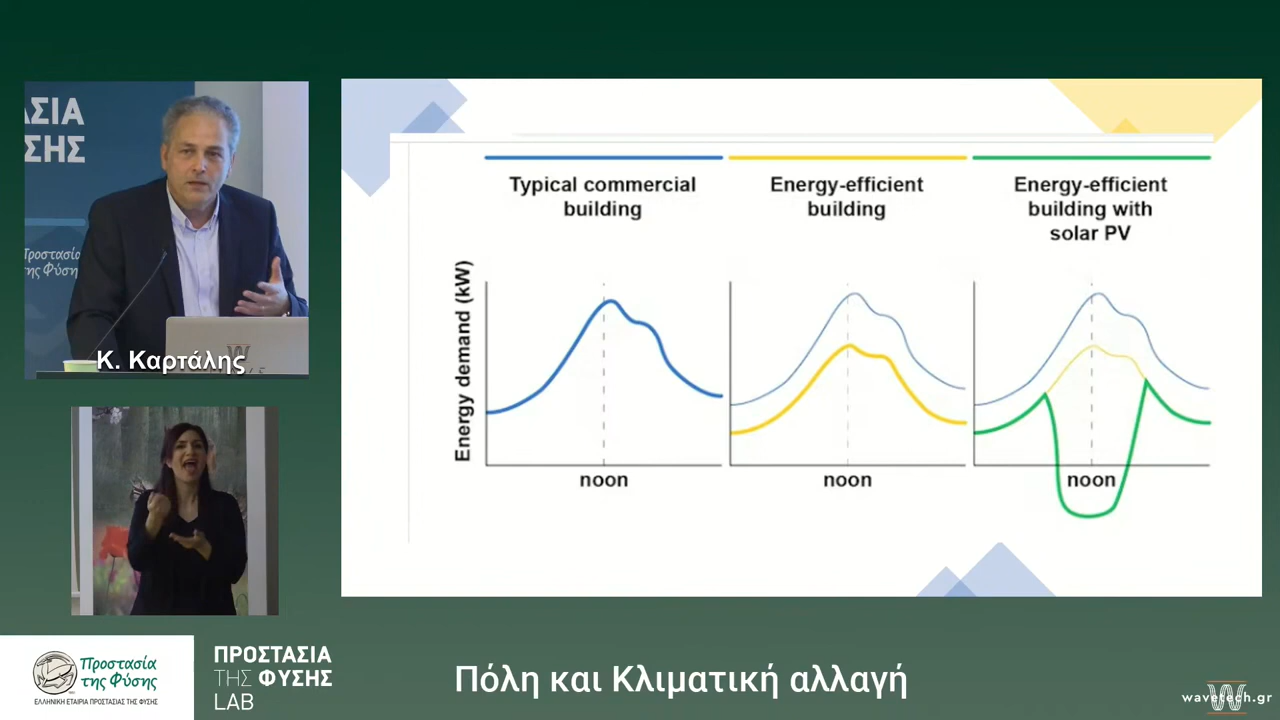 ΑΣΙΑ
ΣΗΣ
Προστασία
της Φύση
Κ. Καρτάλης
Typical commercial
building
Energy-efficient
building
Energy-efficient
building with
solar PV
Energy demand (kW)
noon
noon
noon
Προστασία
της Φύσης
ΕΛΛΗΝΙΚΗ ΕΤΑΙΡΙΑ ΠΡΟΣΤΑΣΙΑΣ ΤΗΣ ΦΥΣΗΣ
ΠΡΟΣΤΑΣΙΑ
ΤΗΣ ΦΥΣΗΣ
LAB
Πόλη και Κλιματική αλλαγή
wavetech.gr